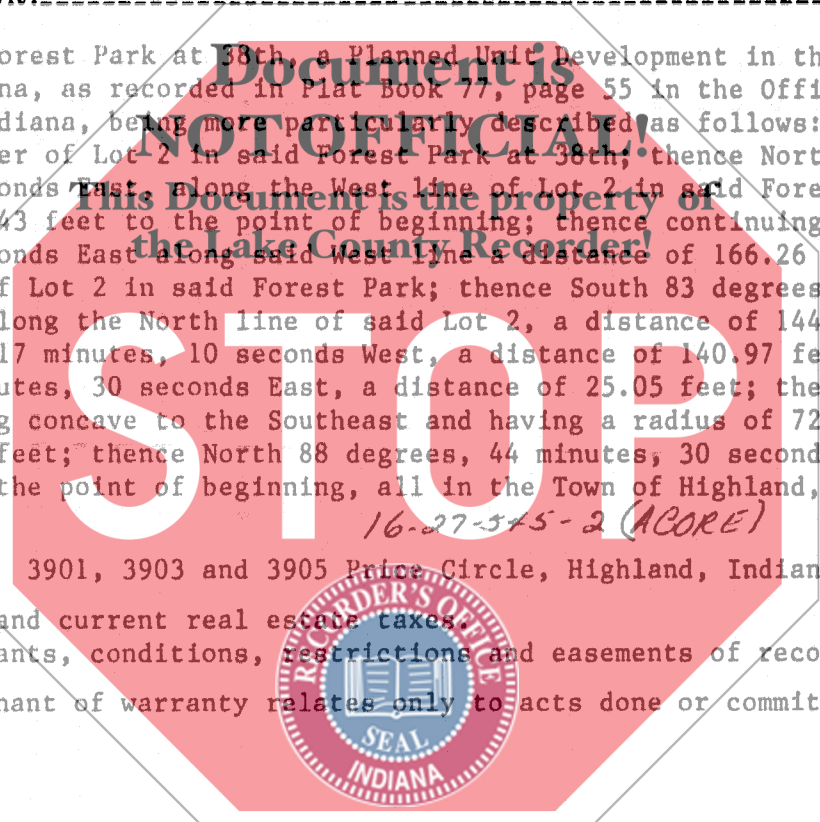 orest Park at 38th, a Planned Unit Development in th
Document is
na, as recorded in Plat Book 77, page 55 in the Offi
diana, being more particularly described as follows:
NOT OFFICIAL!
er of Lot 2 in said Forest Park at 38th; thence Nort
onds East, along the West line of Lot 2 in said Fore
This Document is the property of
43 feet to the point of beginning; thence continuing
the Lake County Recorder!
onds East along said West line a distance of 166.26
f Lot 2 in said Forest Park; thence South 83 degrees
long the North line of said Lot 2, a distance of 144
17 minutes, 10 seconds West, a distance of 140.97 fe
utes, 30 seconds East, a distance of 25.05 feet; the
g concave to the Southeast and having a radius of 72
feet; thence North 88 degrees, 44 minutes, 30 second
the point of beginning, all in the Town of Highland,
STOP
16-27-545-2 (ACORE)
3901, 3903 and 3905 Price Circle, Highland, Indian
and current real estate taxes.
ants, conditions, restrictions and easements of reco
nant of warranty relates only to acts done or commit
RECORDER'S OFFICE
SEAL
INDIANA